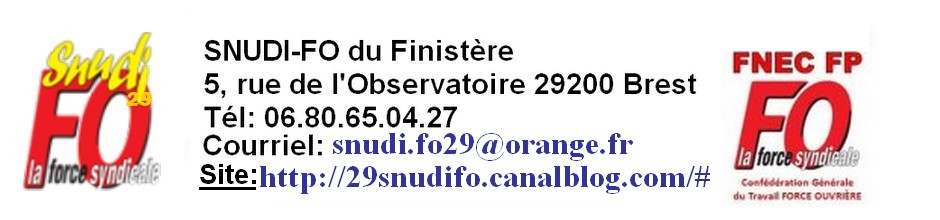 Snudi
29
FO
la force syndicale
SNUDI-FO du Finistère
5, rue de l'Observatoire 29200 Brest
Tél: 06.80.65.04.27
Courriel: snudi.fo29@orange.fr
Site:http://29snudifo.canalblog.com/#
FNEC FP
FO
la force syndicale
Confédération Générale
du Travail FORCE OUVRIÈRE